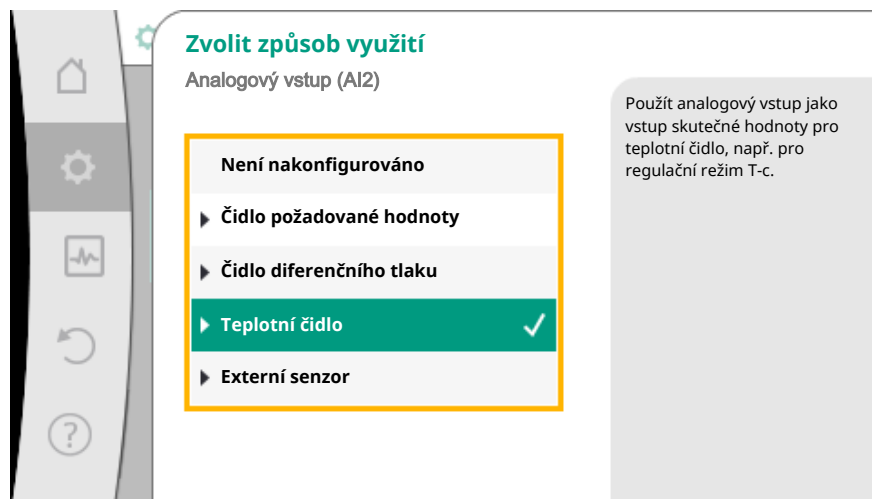 Zvolit způsob využití
Analogový vstup (AI2)
Není nakonfigurováno
Čidlo požadované hodnoty
Čidlo diferenčního tlaku
Teplotní čidlo
Externí senzor
Použít analogový vstup jako
vstup skutečné hodnoty pro
teplotní čidlo, např. pro
regulační režim T-c.
?